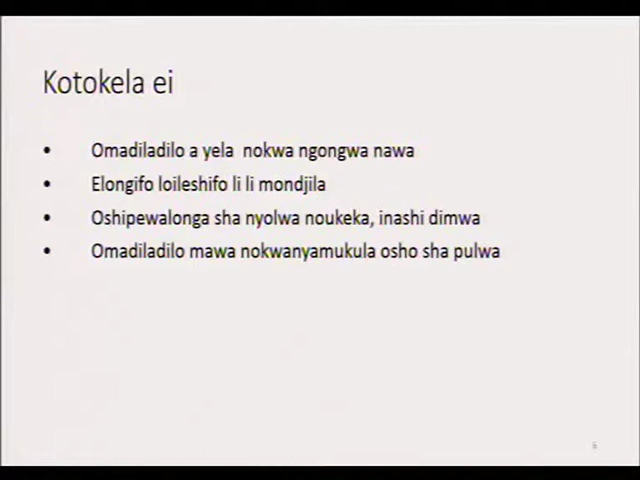 Kotokela ei
• Omadiladilo a yela nokwa ngongwa nawa
• Elongifo loileshifo li li mondjila
• Oshipewalonga sha nyolwa noukeka, inashi dimwa
• Omadiladilo mawa nokwanyamukula osho sha pulwa
6